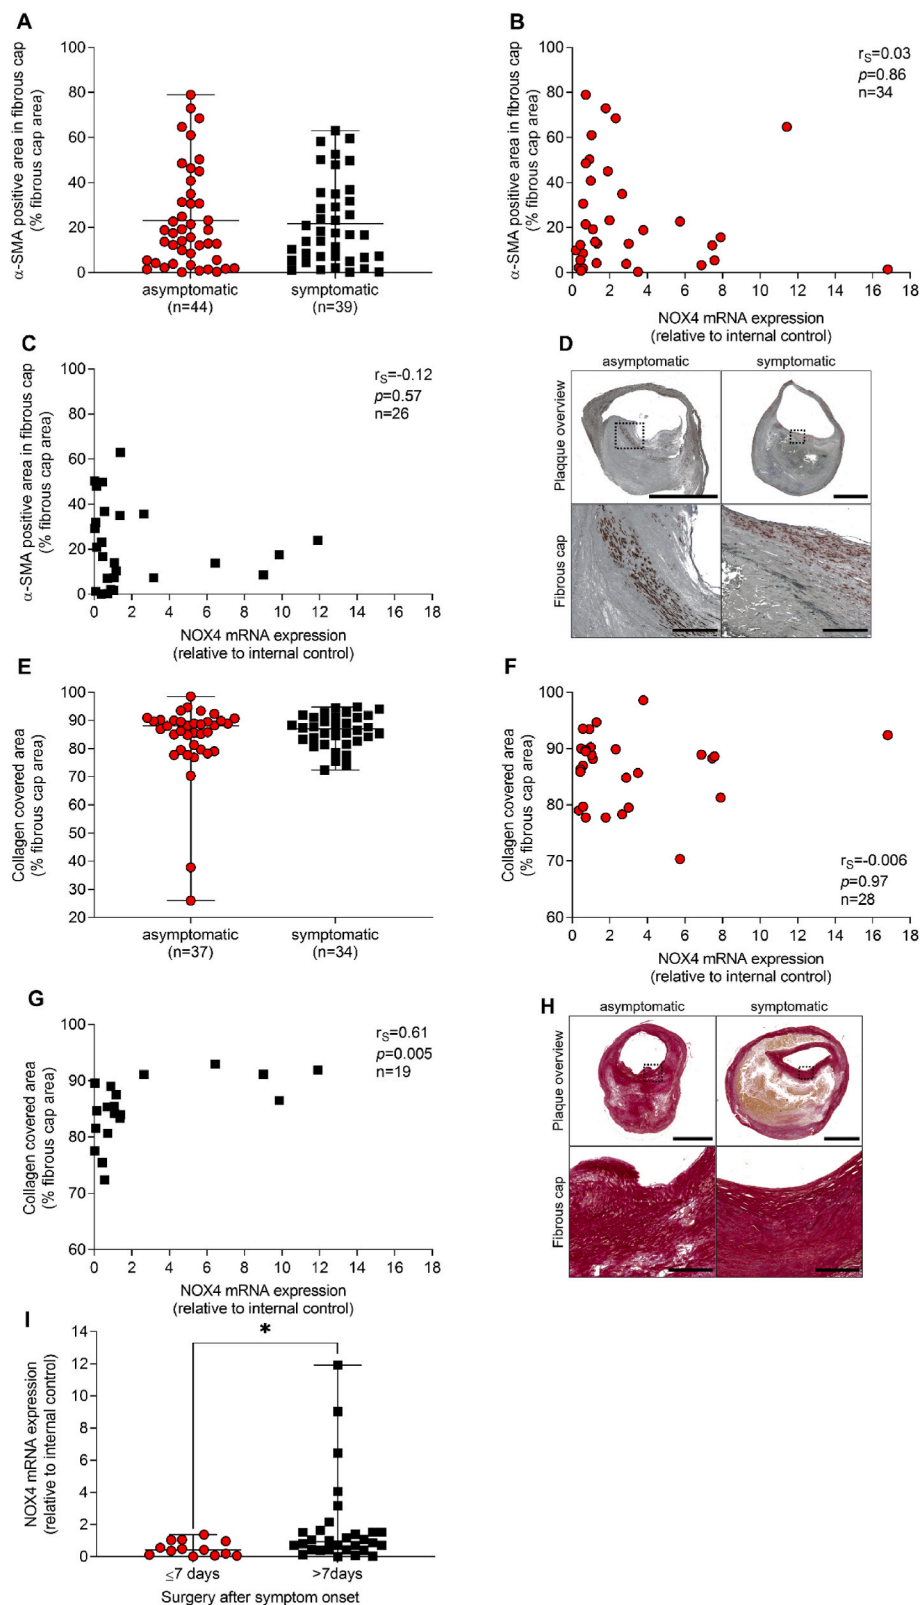 A
α-SMA positive area in fibrous cap
(% fibrous cap area)
100
80
60
40
20
0
asymptomatic
(n=44)
symptomatic
(n=39)
B
α-SMA positive area in fibrous cap
(% fibrous cap area)
100
80
60
40
20
0
rS=0.03
p=0.86
n=34
0 2 4 6 8 10 12 14 16 18
NOX4 mRNA expression
(relative to internal control)
C
α-SMA positive area in fibrous cap
(% fibrous cap area)
100
80
60
40
20
0
rS=-0.12
p=0.57
n=26
0 2 4 6 8 10 12 14 16 18
NOX4 mRNA expression
(relative to internal control)
D
asymptomatic symptomatic
Plaqque overview
Fibrous cap
E
Collagen covered area
(% fibrous cap area)
100
90
80
70
60
50
40
30
20
asymptomatic
(n=37)
symptomatic
(n=34)
F
Collagen covered area
(% fibrous cap area)
100
90
80
70
60
rS=-0.006
p=0.97
n=28
0 2 4 6 8 10 12 14 16 18
NOX4 mRNA expression
(relative to internal control)
G
Collagen covered area
(% fibrous cap area)
100
90
80
70
60
rS=0.61
p=0.005
n=19
0 2 4 6 8 10 12 14 16 18
NOX4 mRNA expression
(relative to internal control)
H
asymptomatic symptomatic
Plaque overview
Fibrous cap
I
NOX4 mRNA expression
(relative to internal control)
14
12
10
8
6
4
2
0
*
≤7 days >7days
Surgery after symptom onset